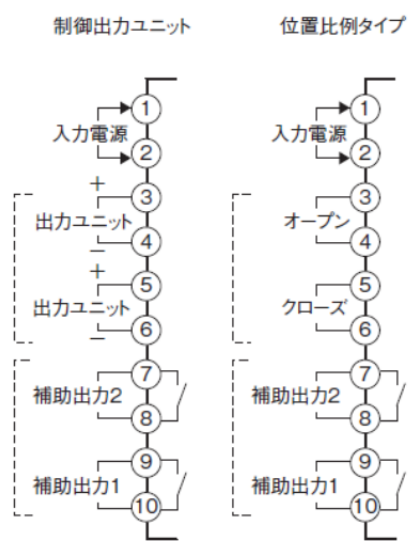 制御出力ユニット
1
入力電源
2
+
3
出力ユニット
4
−
+
5
出力ユニット
6
−
7
補助出力2
8
9
補助出力1
10
位置比例タイプ
1
入力電源
2
3
オープン
4
5
クローズ
6
7
補助出力2
8
9
補助出力1
10